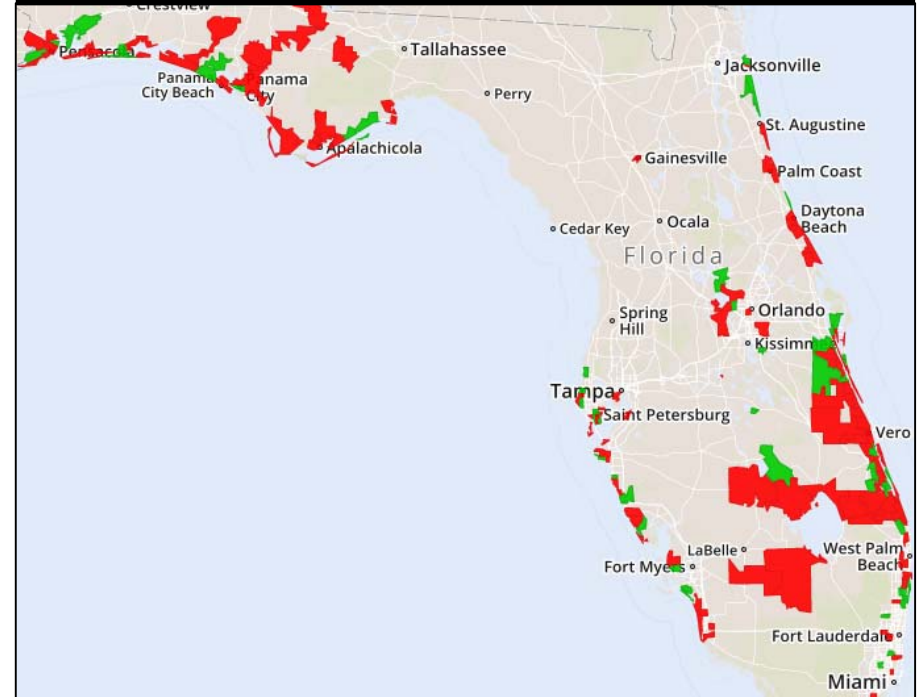 Crestview
Pensacola
Tallahassee
Jacksonville
Panama
City Beach
Panama
City
Perry
St. Augustine
Apalachicola
Gainesville
Palm Coast
Daytona
Beach
Cedar Key
Ocala
Florida
Spring
Hill
Orlando
Kissimmee
Tampa
Saint Petersburg
Vero
LaBelle
West Palm
Beach
Fort Myers
Fort Lauderdale
Miami